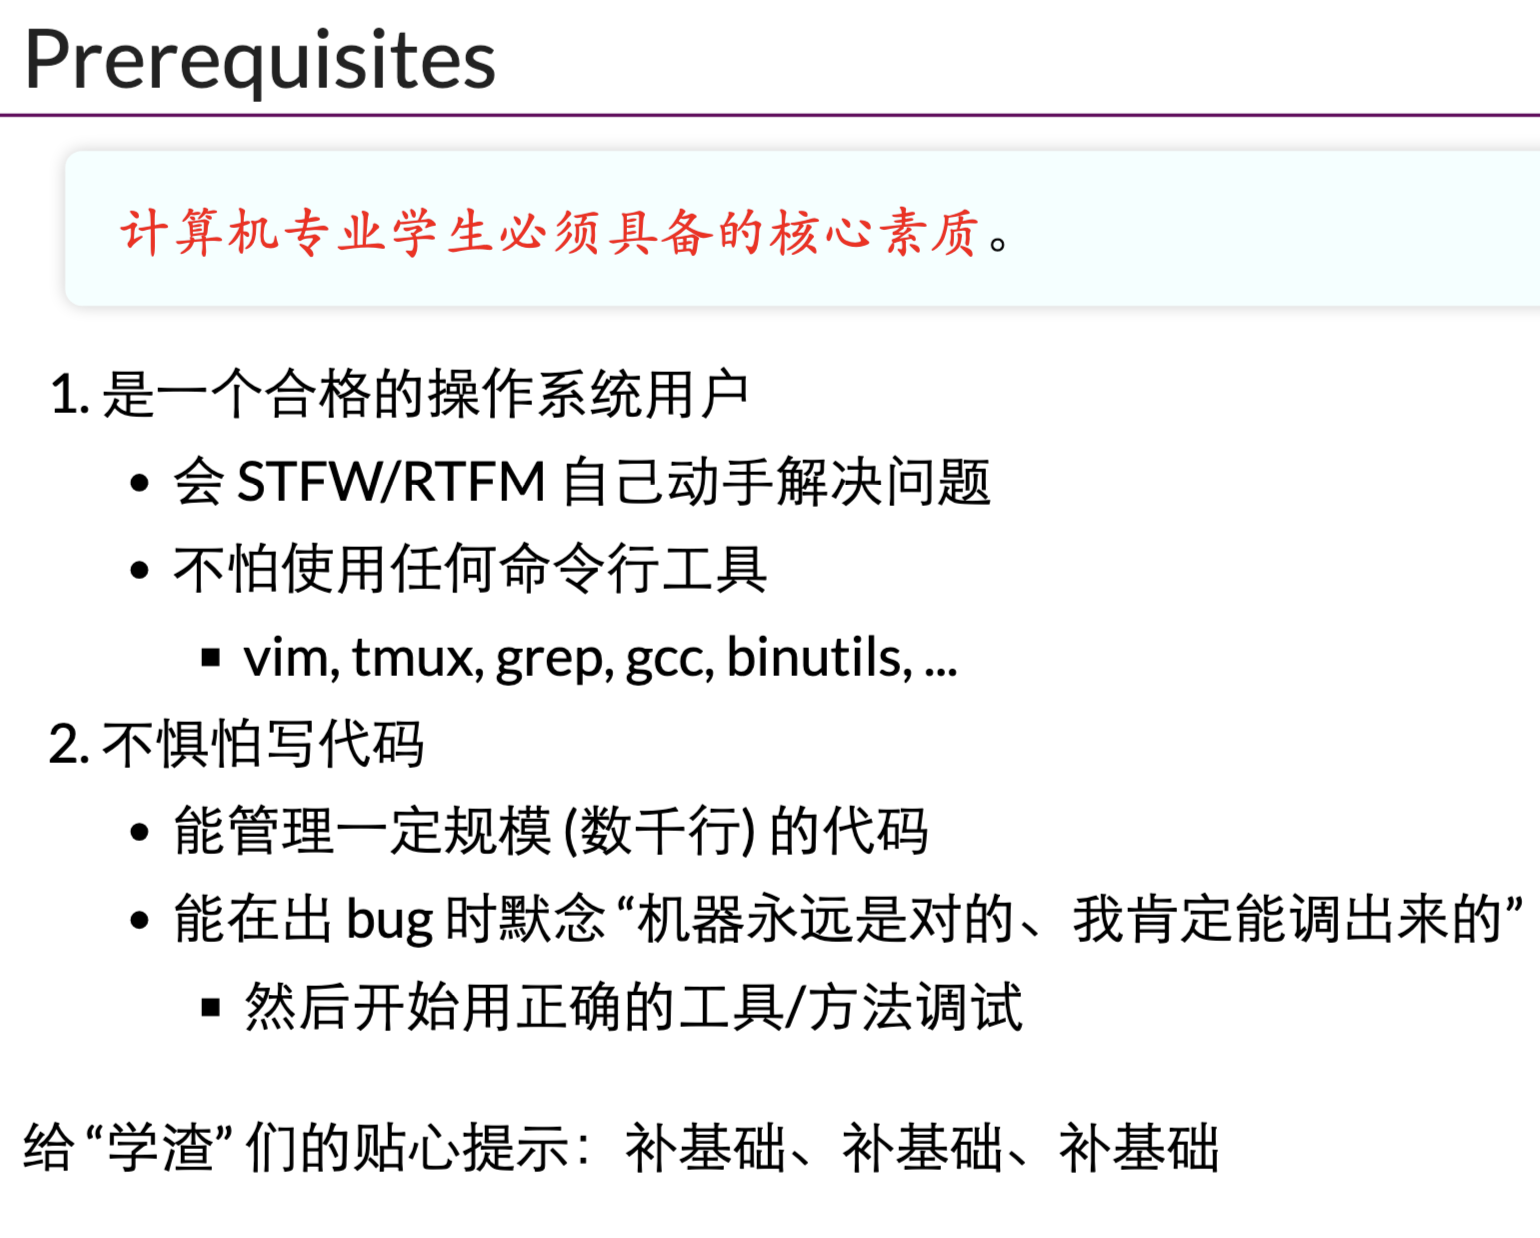 Prerequisites
计算机专业学生必须具备的核心素质。
1. 是一个合格的操作系统用户
• 会 STFW/RTFM 自己动手解决问题
• 不怕使用任何命令行工具
▪ vim, tmux, grep, gcc, binutils, ...
2. 不惧怕写代码
• 能管理一定规模 (数千行) 的代码
• 能在出 bug 时默念 “机器永远是对的、我肯定能调出来的”
▪ 然后开始用正确的工具/方法调试
给 “学渣” 们的贴心提示：补基础、补基础、补基础